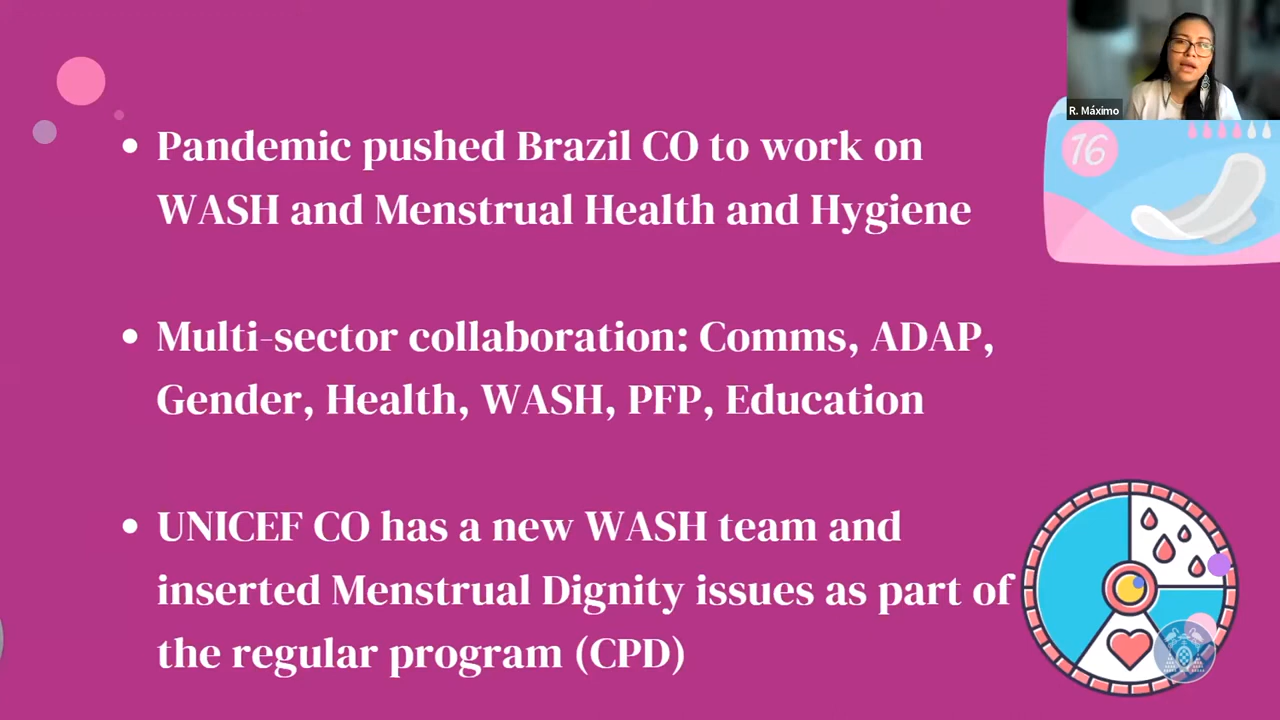 R. Máximo
16
Pandemic pushed Brazil CO to work on
WASH and Menstrual Health and Hygiene
Multi-sector collaboration: Comms, ADAP,
Gender, Health, WASH, PFP, Education
UNICEF CO has a new WASH team and
inserted Menstrual Dignity issues as part of
the regular program (CPD)